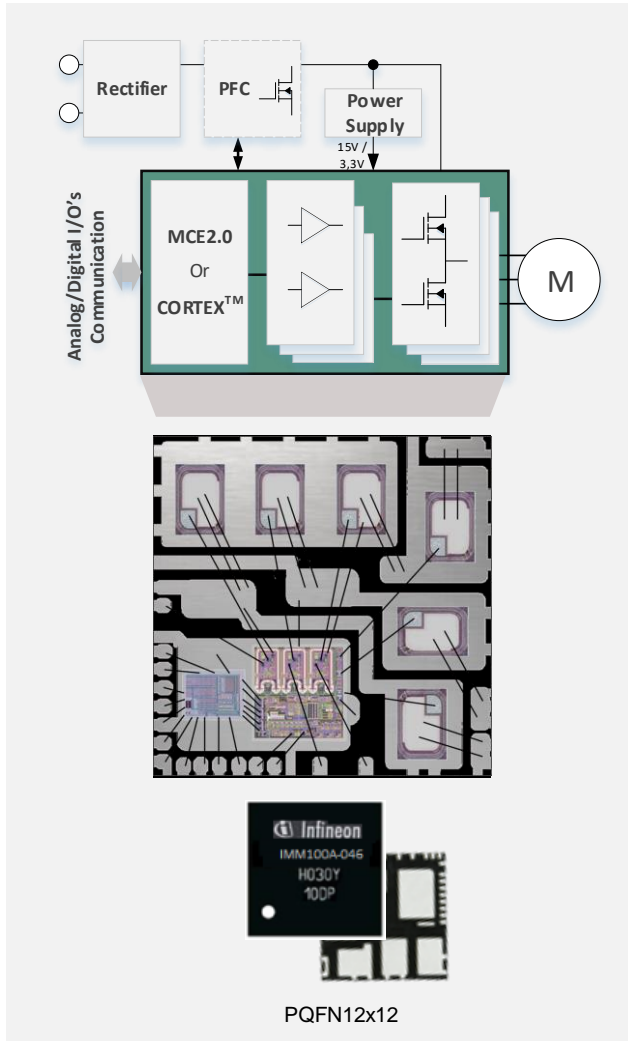 Rectifier
PFC
Power
Supply
15V /
3,3V
Analog/Digital I/O's
Communication
MCE2.0
Or
CORTEX™
M
Infineon
IMM100A-046
H030Y
10DP
PQFN12x12